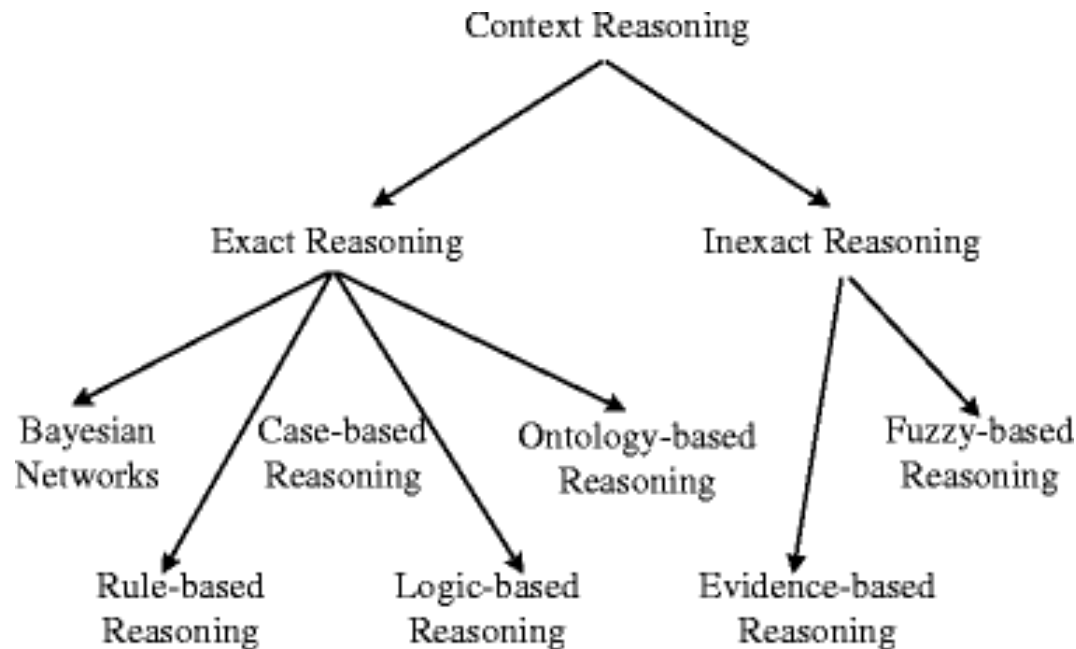 Context Reasoning
Exact Reasoning
Inexact Reasoning
Bayesian
Networks
Case-based
Reasoning
Ontology-based
Reasoning
Fuzzy-based
Reasoning
Rule-based
Reasoning
Logic-based
Reasoning
Evidence-based
Reasoning